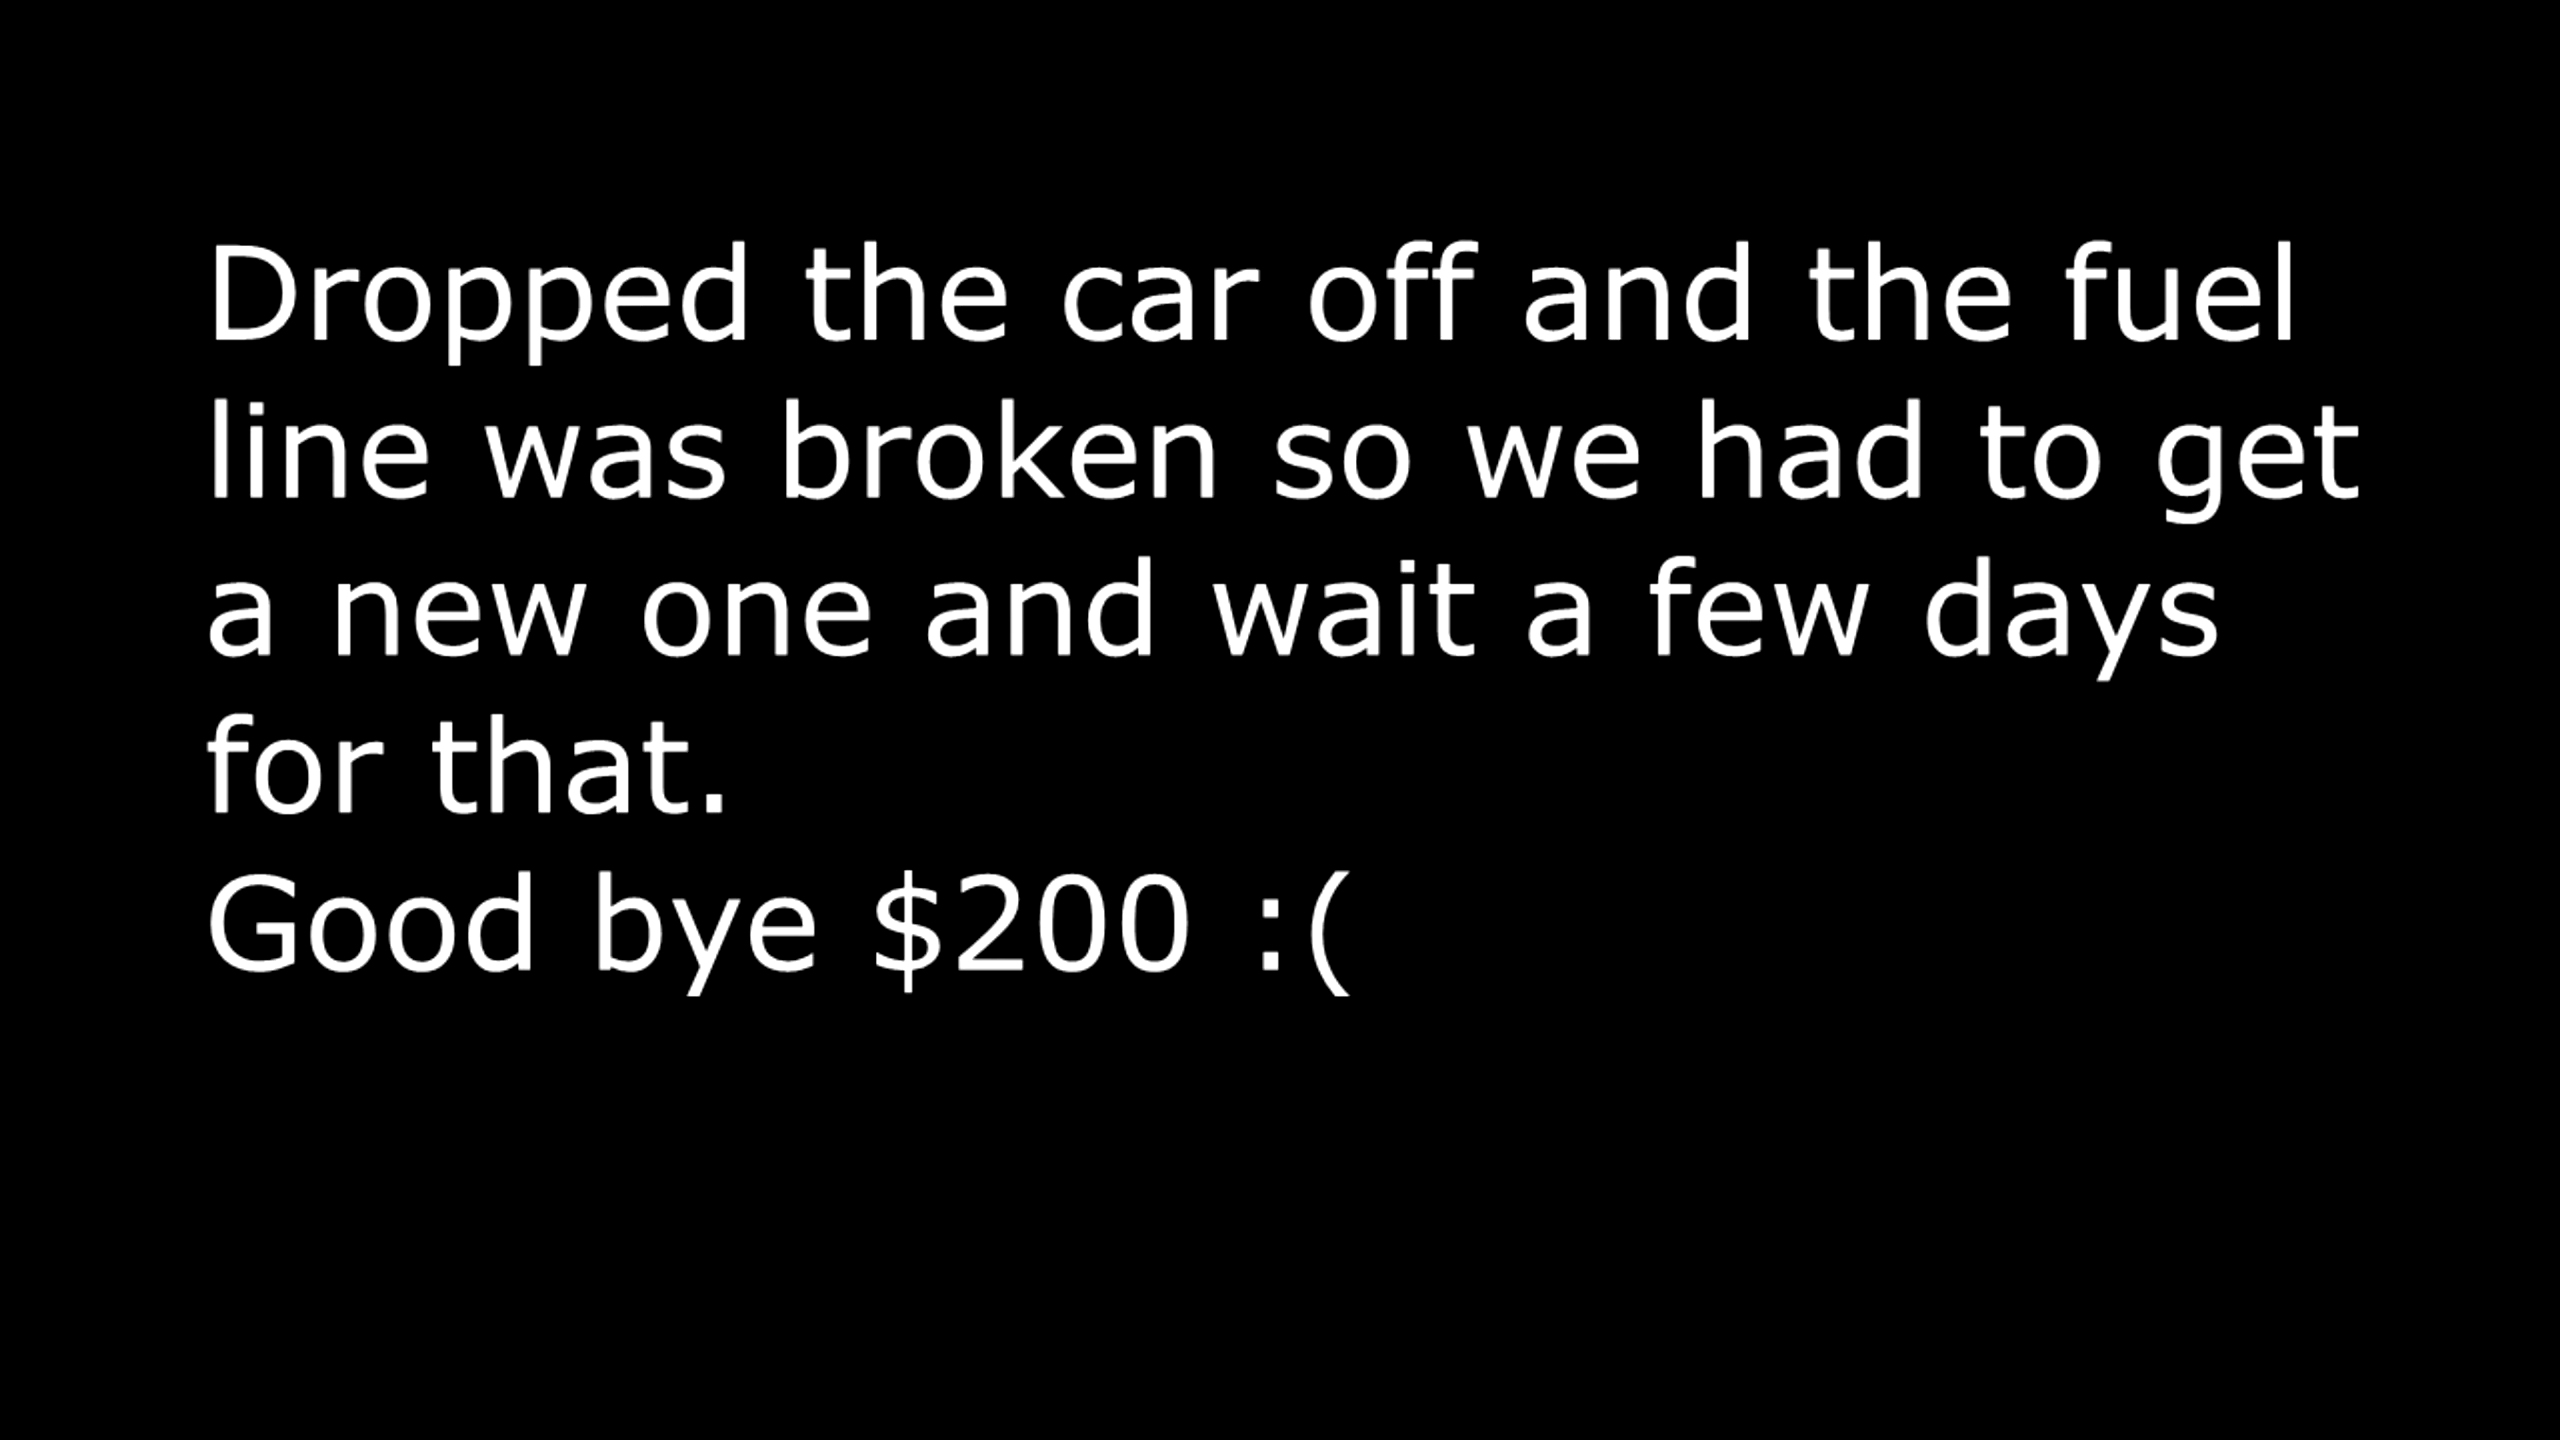 Dropped the car off and the fuel
line was broken so we had to get
a new one and wait a few days
for that.
Good bye $200 :(